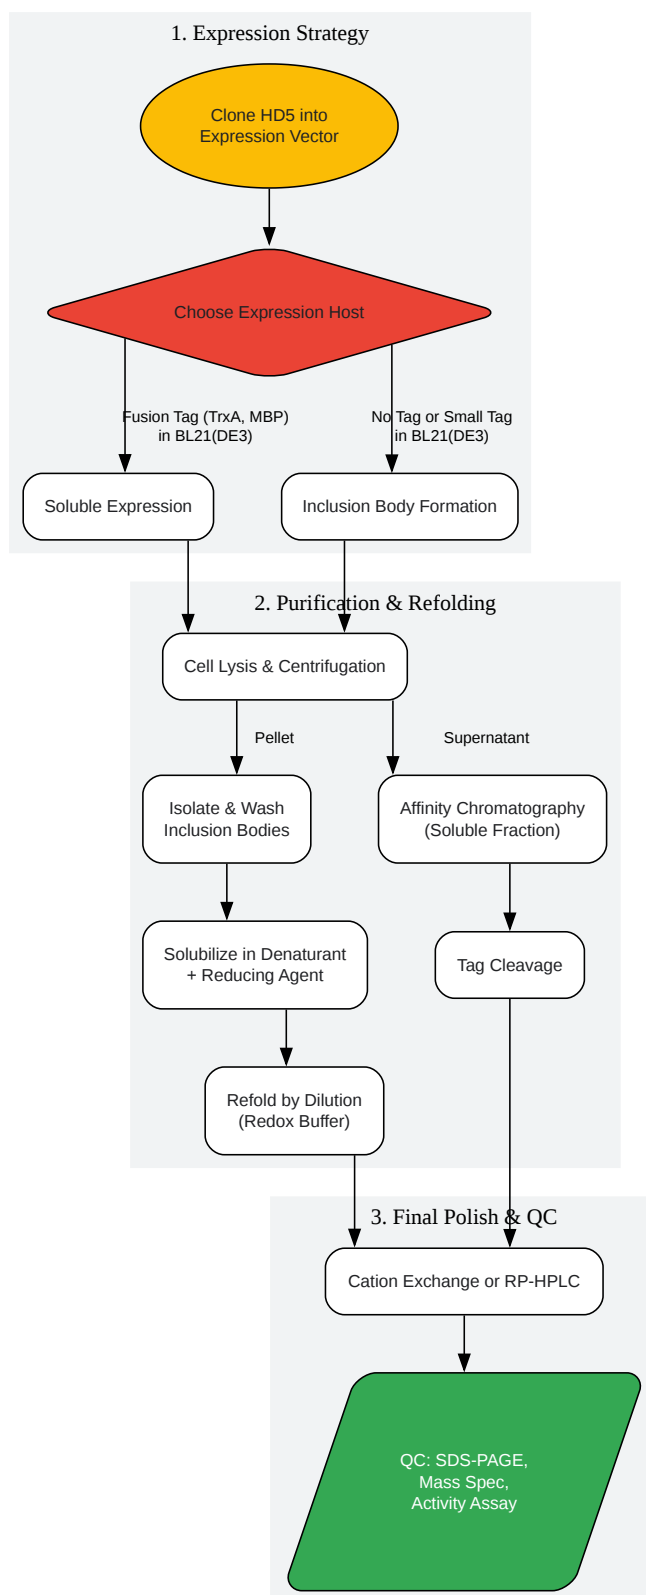 1. Expression Strategy
Clone HD5 into
Expression Vector
Choose Expression Host
Fusion Tag (TrxA, MBP)
in BL21(DE3)
No Tag or Small Tag
in BL21(DE3)
Soluble Expression
Inclusion Body Formation
2. Purification & Refolding
Cell Lysis & Centrifugation
Pellet
Supernatant
Isolate & Wash
Inclusion Bodies
Affinity Chromatography
(Soluble Fraction)
Solubilize in Denaturant
+ Reducing Agent
Tag Cleavage
Refold by Dilution
(Redox Buffer)
3. Final Polish & QC
Cation Exchange or RP-HPLC
QC: SDS-PAGE,
Mass Spec,
Activity Assay